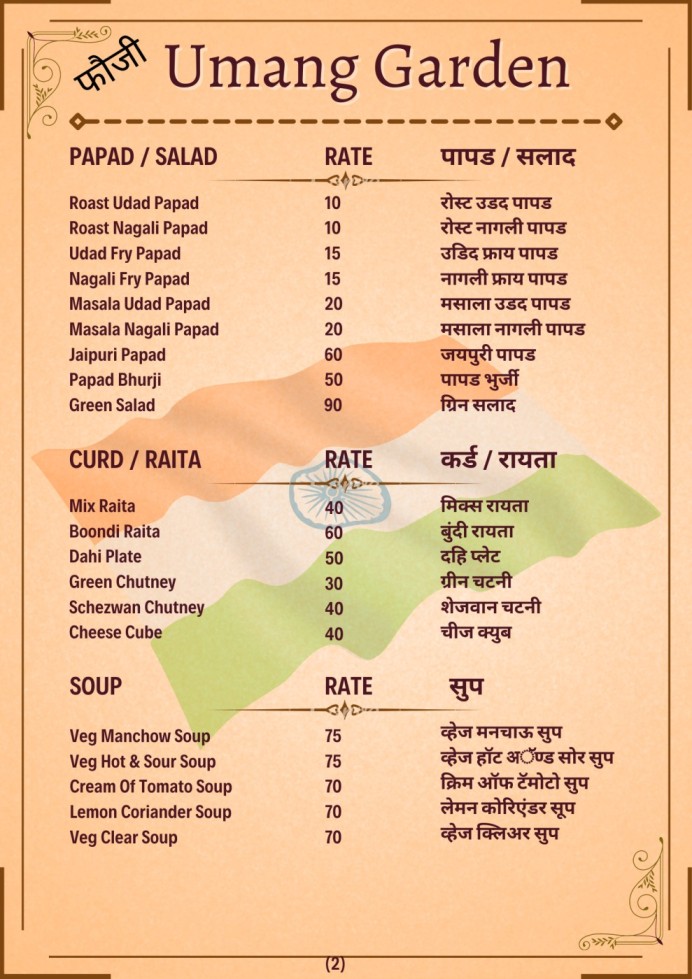 फौजी Umang Garden
PAPAD / SALAD RATE पापड / सलाद
Roast Udad Papad 10 रोस्ट उडद पापड
Roast Nagali Papad 10 रोस्ट नागली पापड
Udad Fry Papad 15 उडिद फ्राय पापड
Nagali Fry Papad 15 नागली फ्राय पापड
Masala Udad Papad 20 मसाला उडद पापड
Masala Nagali Papad 20 मसाला नागली पापड
Jaipuri Papad 60 जयपुरी पापड
Papad Bhurji 50 पापड भुर्जी
Green Salad 90 ग्रिन सलाद
CURD / RAITA RATE कर्ड / रायता
Mix Raita 40 मिक्स रायता
Boondi Raita 60 बुंदी रायता
Dahi Plate 50 दहि प्लेट
Green Chutney 30 ग्रीन चटनी
Schezwan Chutney 40 शेजवान चटनी
Cheese Cube 40 चीज क्युब
SOUP RATE सुप
Veg Manchow Soup 75 व्हेज मनचाऊ सुप
Veg Hot & Sour Soup 75 व्हेज हॉट अॅण्ड सोर सुप
Cream Of Tomato Soup 70 क्रिम ऑफ टॅमोटो सुप
Lemon Coriander Soup 70 लेमन कोरिएंडर सूप
Veg Clear Soup 70 व्हेज क्लिअर सुप
(2)